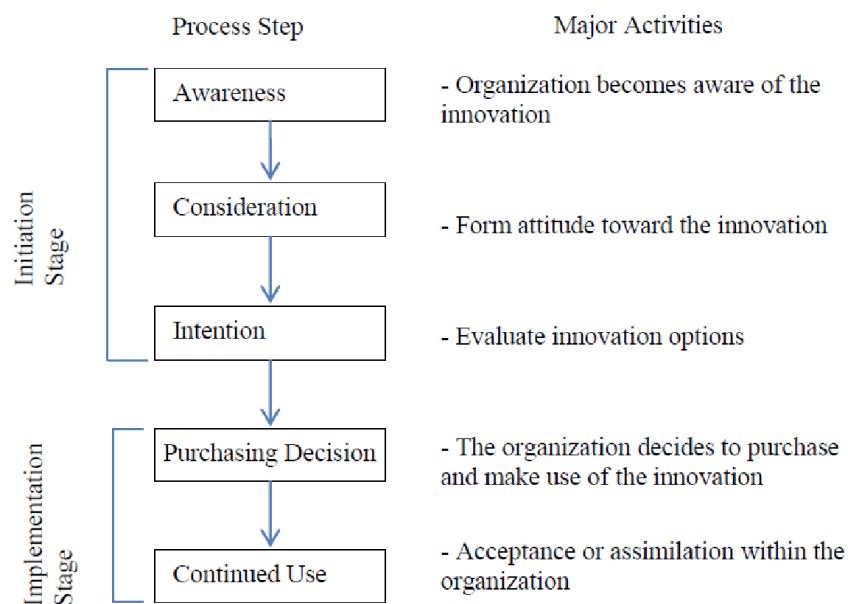 Process Step
Major Activities
Initiation
Stage
Awareness
- Organization becomes aware of the
innovation
Consideration
- Form attitude toward the innovation
Intention
- Evaluate innovation options
Implementation
Stage
Purchasing Decision
- The organization decides to purchase
and make use of the innovation
Continued Use
- Acceptance or assimilation within the
organization